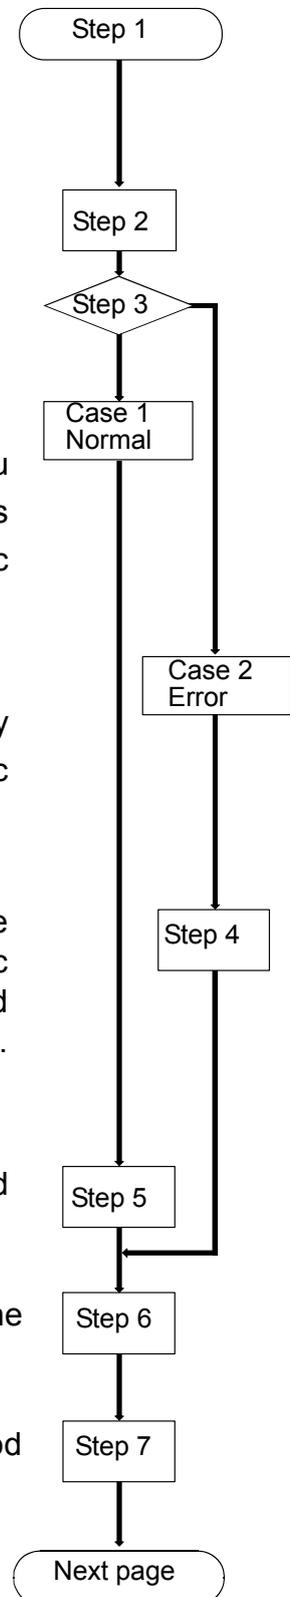 Step 1
Step 2
Step 3
Case 1
Normal
u
s
c
Case 2
Error
y
c
e
Step 4
c
d
.
d
Step 5
ne
Step 6
od
Step 7
Next page